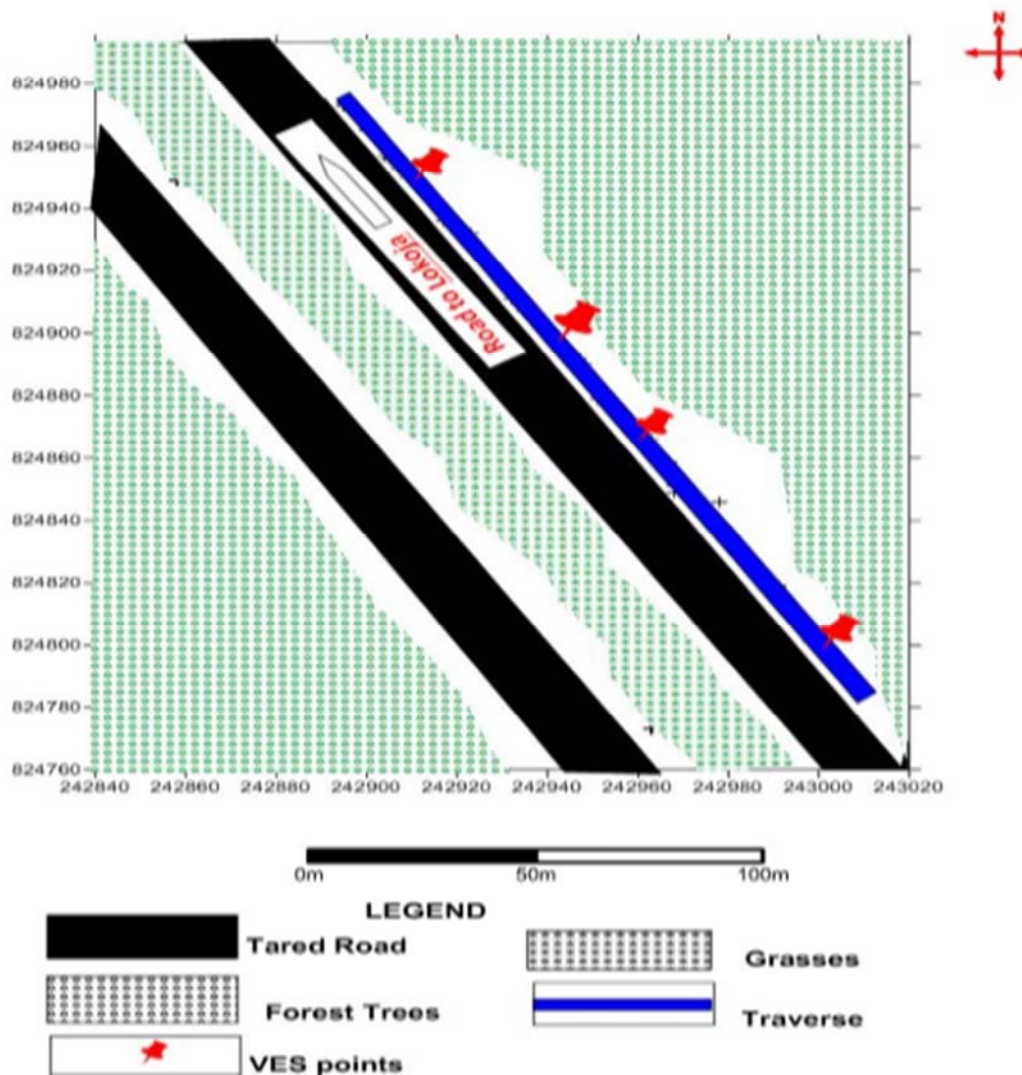 N
824980
824960
824940
824920
824900
824880
824860
824840
824820
824800
824780
824760
Road to Lokoja
242840 242860 242880 242900 242920 242940 242960 242980 243000 243020
0m 50m 100m
LEGEND
Tared Road
Grasses
Forest Trees
Traverse
VES points